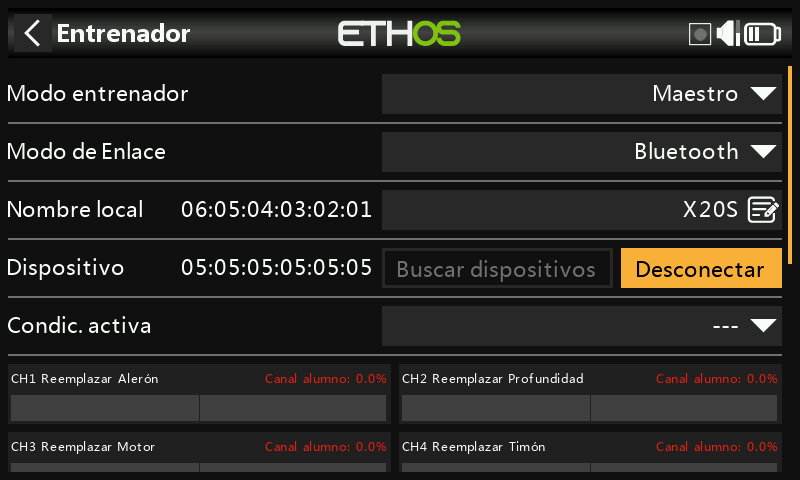 Entrenador
ETHOS
Modo entrenador Maestro
Modo de Enlace Bluetooth
Nombre local 06:05:04:03:02:01 X20S
Dispositivo 05:05:05:05:05:05 Buscar dispositivos Desconectar
Condic. activa ---
CH1 Reemplazar Alerón Canal alumno: 0.0%
CH2 Reemplazar Profundidad Canal alumno: 0.0%
CH3 Reemplazar Motor Canal alumno: 0.0%
CH4 Reemplazar Timón Canal alumno: 0.0%